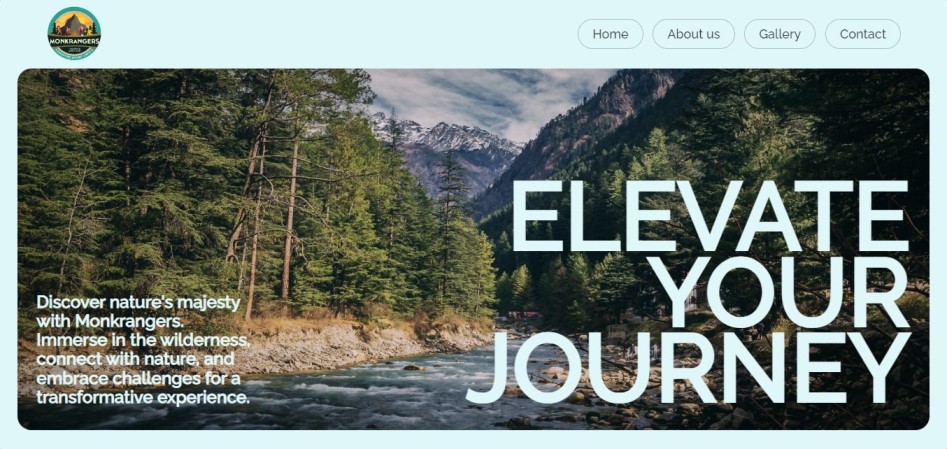 MONKRANGERS
Home
About us
Gallery
Contact
ELEVATE
YOUR
JOURNEY
Discover nature's majesty
with Monkrangers.
Immerse in the wilderness,
connect with nature, and
embrace challenges for a
transformative experience.